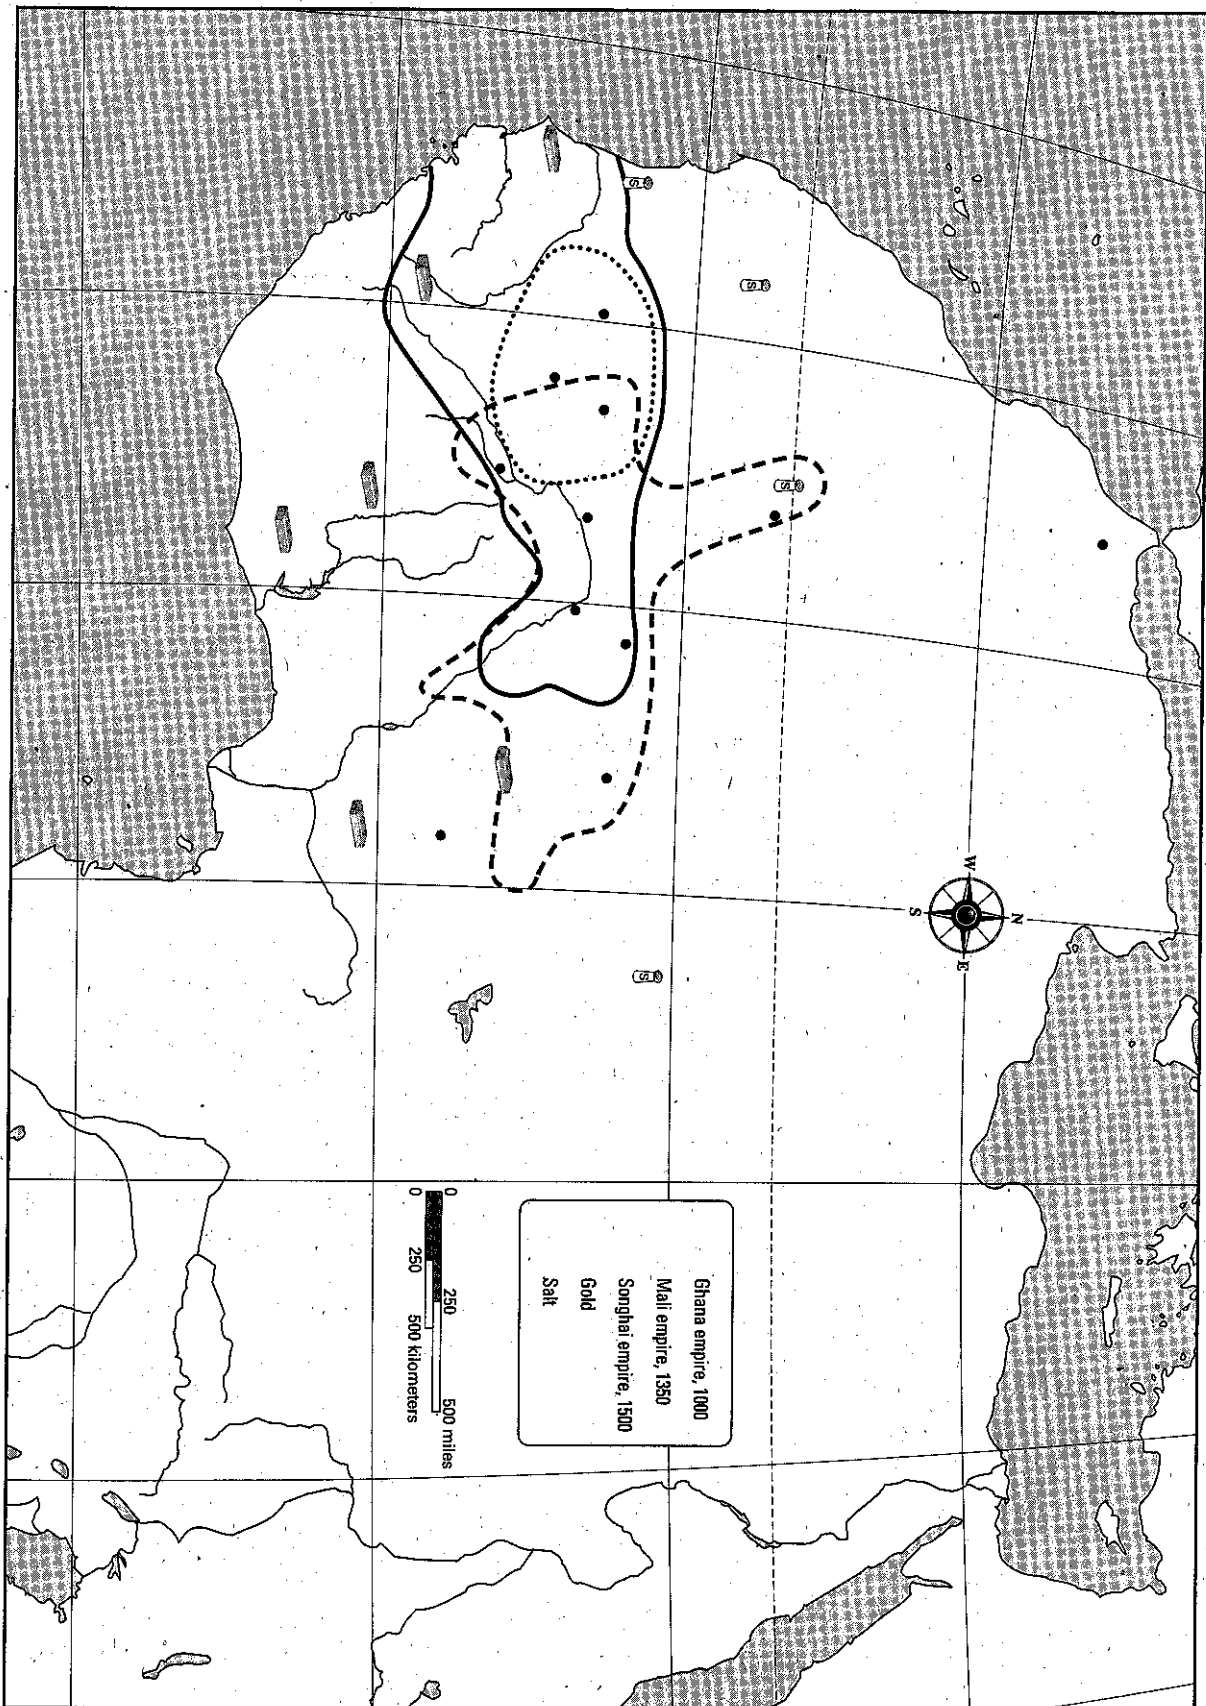 S
S
S
S
W
N
S
E
Ghana empire, 1000
Mali empire, 1350
Songhai empire, 1500
Gold
Salt
0 250 500 miles
0 250 500 kilometers